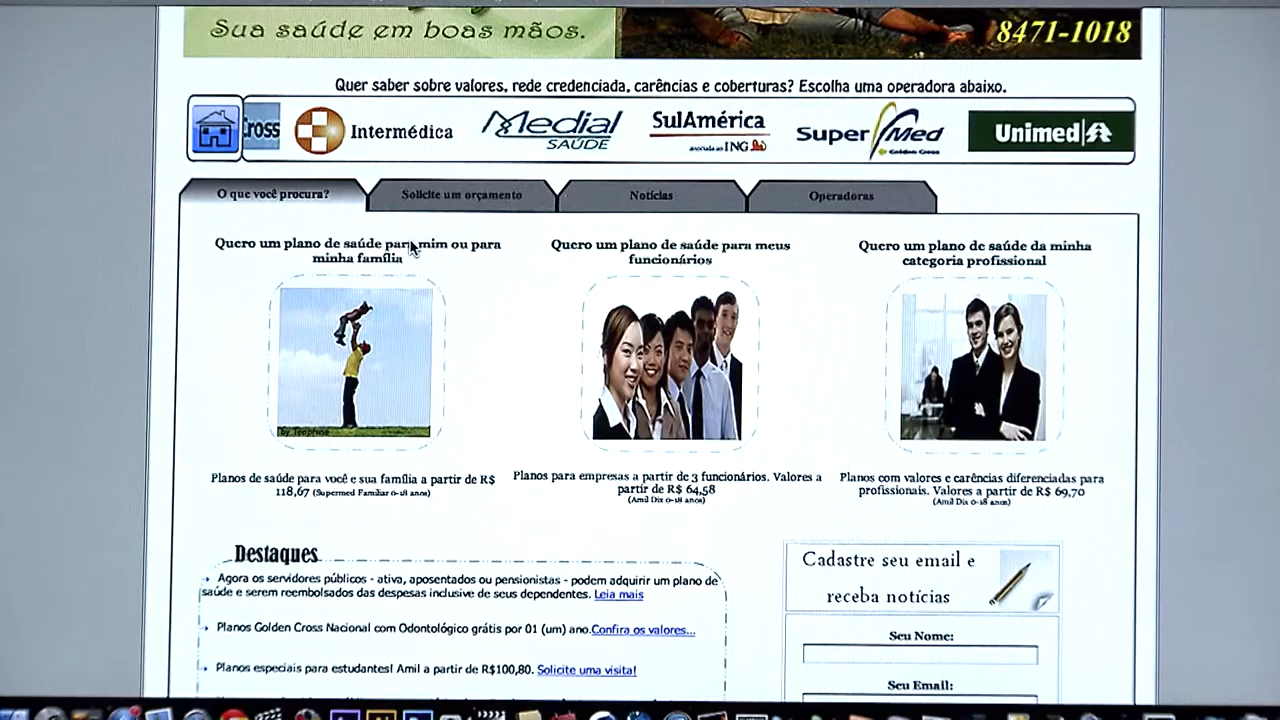 Sua saúde em boas mãos.
8471-1018
Quer saber sobre valores, rede credenciada, carências e coberturas? Escolha uma operadora abaixo.
Cross Intermédica Medial SAÚDE SulAmérica associada ao ING Super Med Golden Cross Unimed
O que você procura? Solicite um orçamento Notícias Operadoras
Quero um plano de saúde para mim ou para
minha família
Quero um plano de saúde para meus
funcionários
Quero um plano de saúde da minha
categoria profissional
by Teophine
Planos de saúde para você e sua família a partir de R$
118,67 (Supermed Familiar 0-18 anos)
Planos para empresas a partir de 3 funcionários. Valores a
partir de R$ 64,58
(Amil Dix 0-18 anos)
Planos com valores e carências diferenciadas para
profissionais. Valores a partir de R$ 69,70
(Amil Dix 0-18 anos)
Destaques
Agora os servidores públicos - ativa, aposentados ou pensionistas - podem adquirir um plano de
saúde e serem reembolsados das despesas inclusive de seus dependentes. Leia mais
Planos Golden Cross Nacional com Odontológico grátis por 01 (um) ano.Confira os valores...
Planos especiais para estudantes! Amil a partir de R$100,80. Solicite uma visita!
Cadastre seu email e
receba notícias
Seu Nome:
Seu Email: